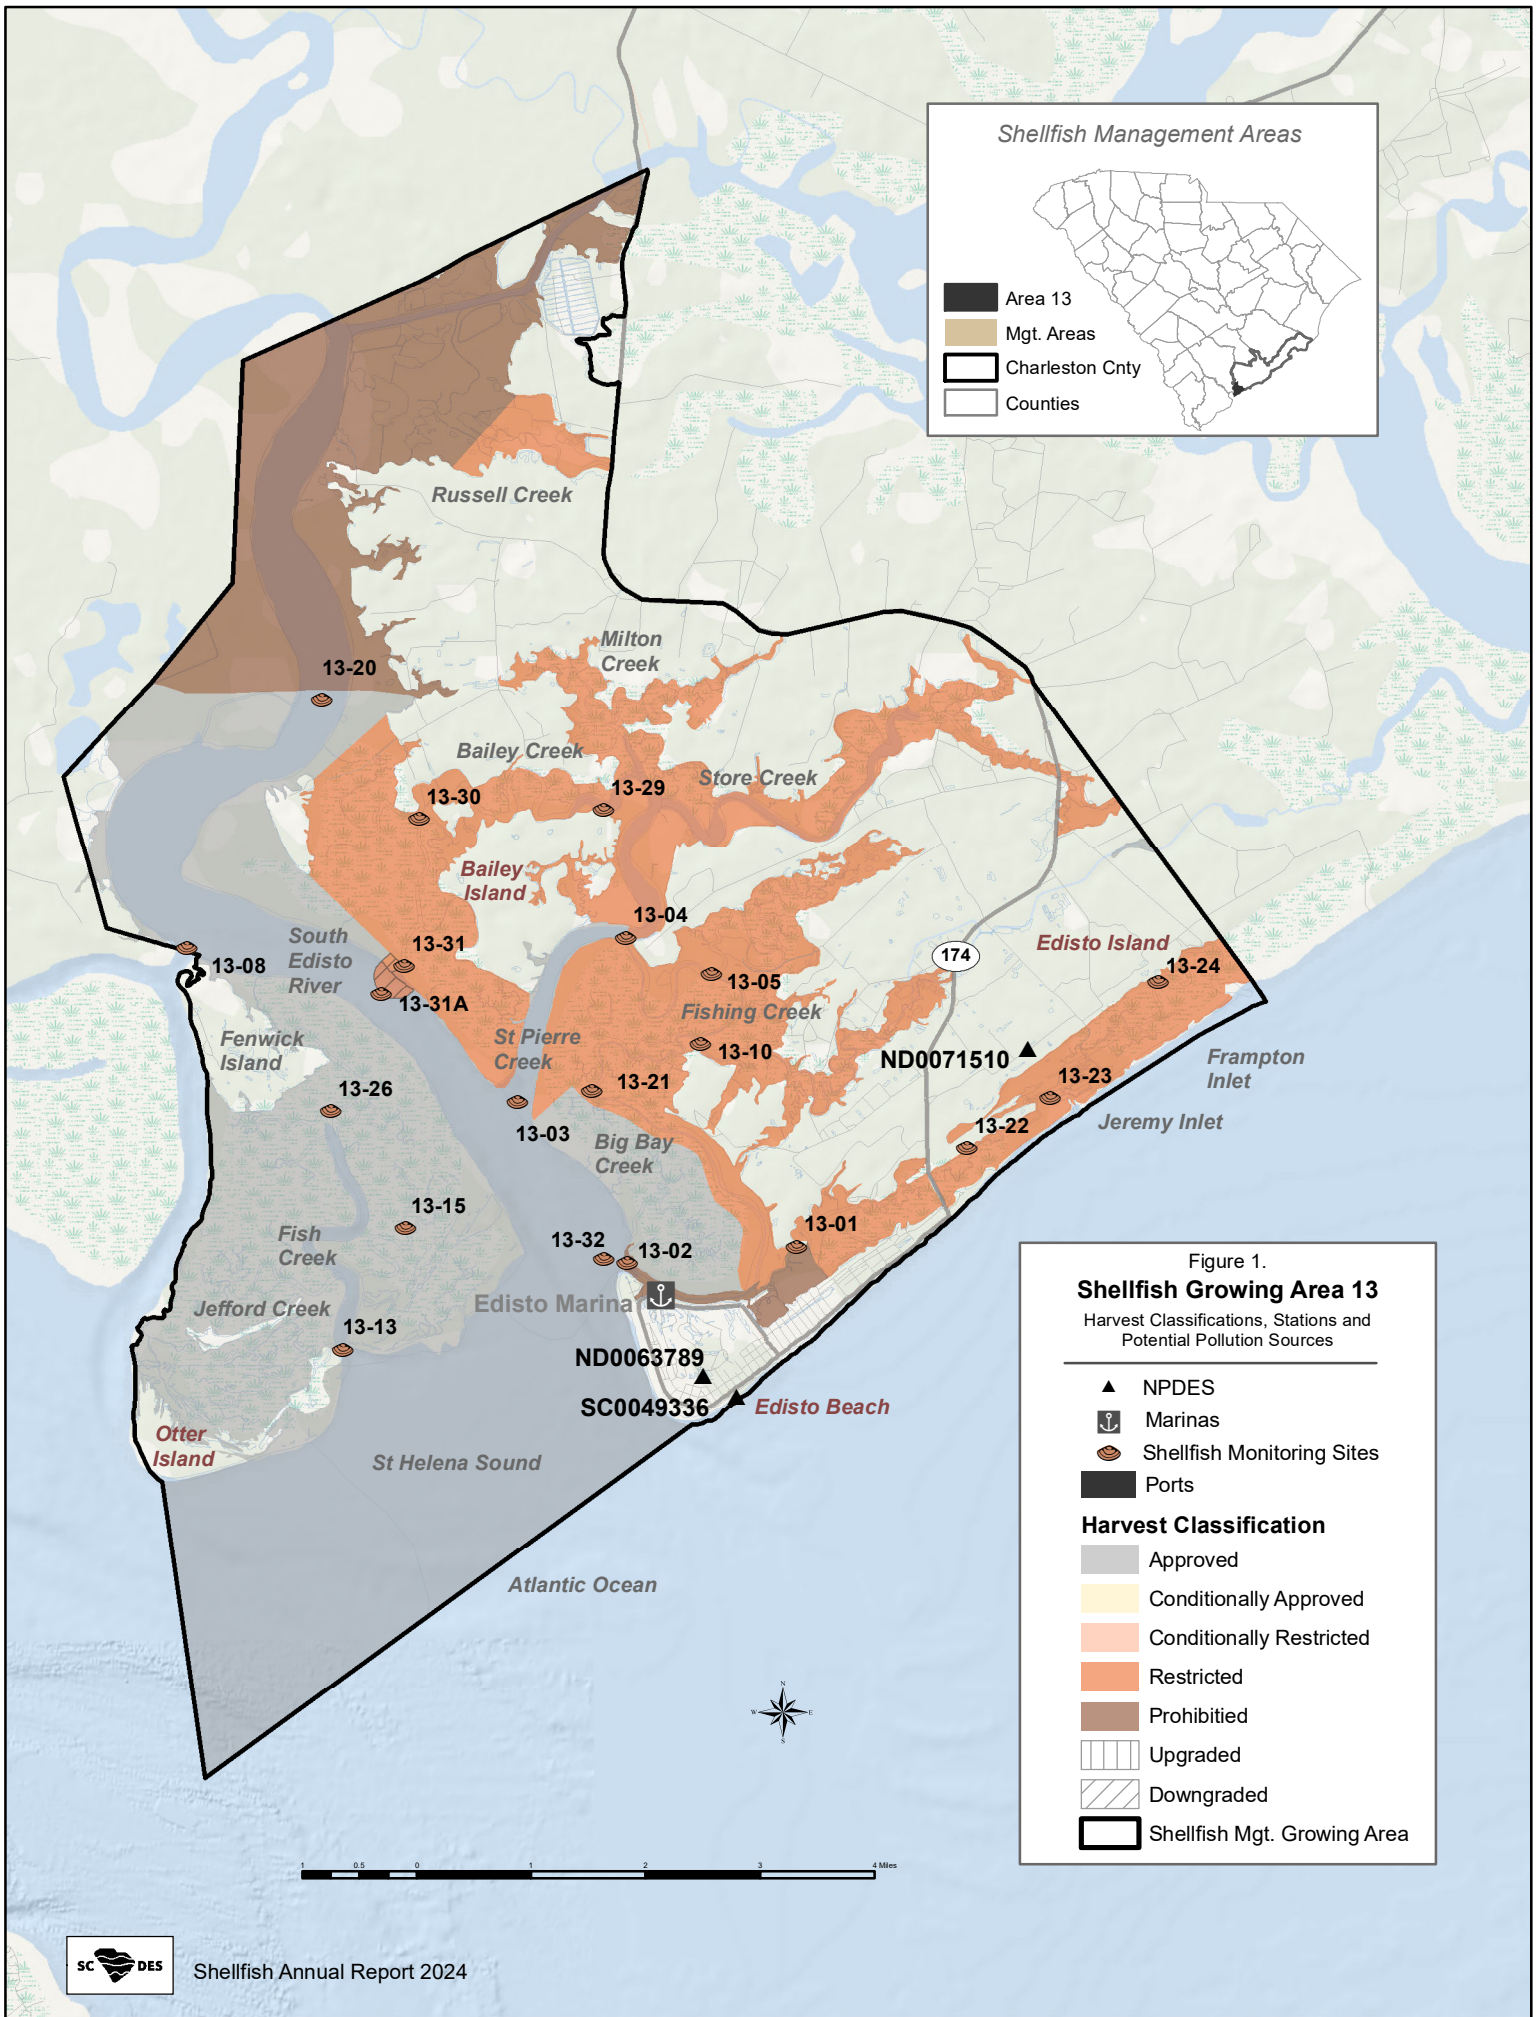 Shellfish Management Areas
Area 13
Mgt. Areas
Charleston Cnty
Counties
Russell Creek
Milton
Creek
13-20
Bailey Creek
13-29
Store Creek
13-30
Bailey
Island
13-04
South
Edisto
River
13-31
Edisto Island
174
13-24
13-08
13-05
13-31A
Fishing Creek
Fenwick
Island
St Pierre
Creek
13-10
ND0071510
Frampton
Inlet
13-26
13-21
13-23
13-03
13-22
Jeremy Inlet
Big Bay
Creek
13-15
13-01
Fish
Creek
13-32
13-02
Jefford Creek
Edisto Marina
13-13
ND0063789
SC0049336
Edisto Beach
Otter
Island
St Helena Sound
Atlantic Ocean
Figure 1.
Shellfish Growing Area 13
Harvest Classifications, Stations and
Potential Pollution Sources
NPDES
Marinas
Shellfish Monitoring Sites
Ports
Harvest Classification
Approved
Conditionally Approved
Conditionally Restricted
Restricted
Prohibitied
Upgraded
Downgraded
Shellfish Mgt. Growing Area
N
W E
S
1 0.5 0 1 2 3 4 Miles
SC DES
Shellfish Annual Report 2024